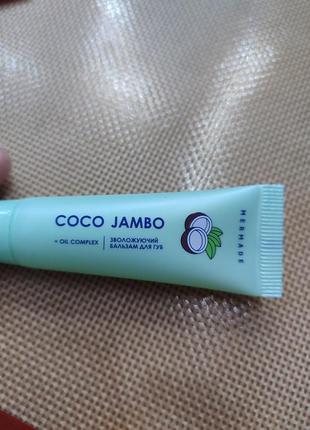 COCO JAMBO
+ OIL COMPLEX
ЗВОЛОЖУЮЧИЙ
БАЛЬЗАМ ДЛЯ ГУБ
MERMADE